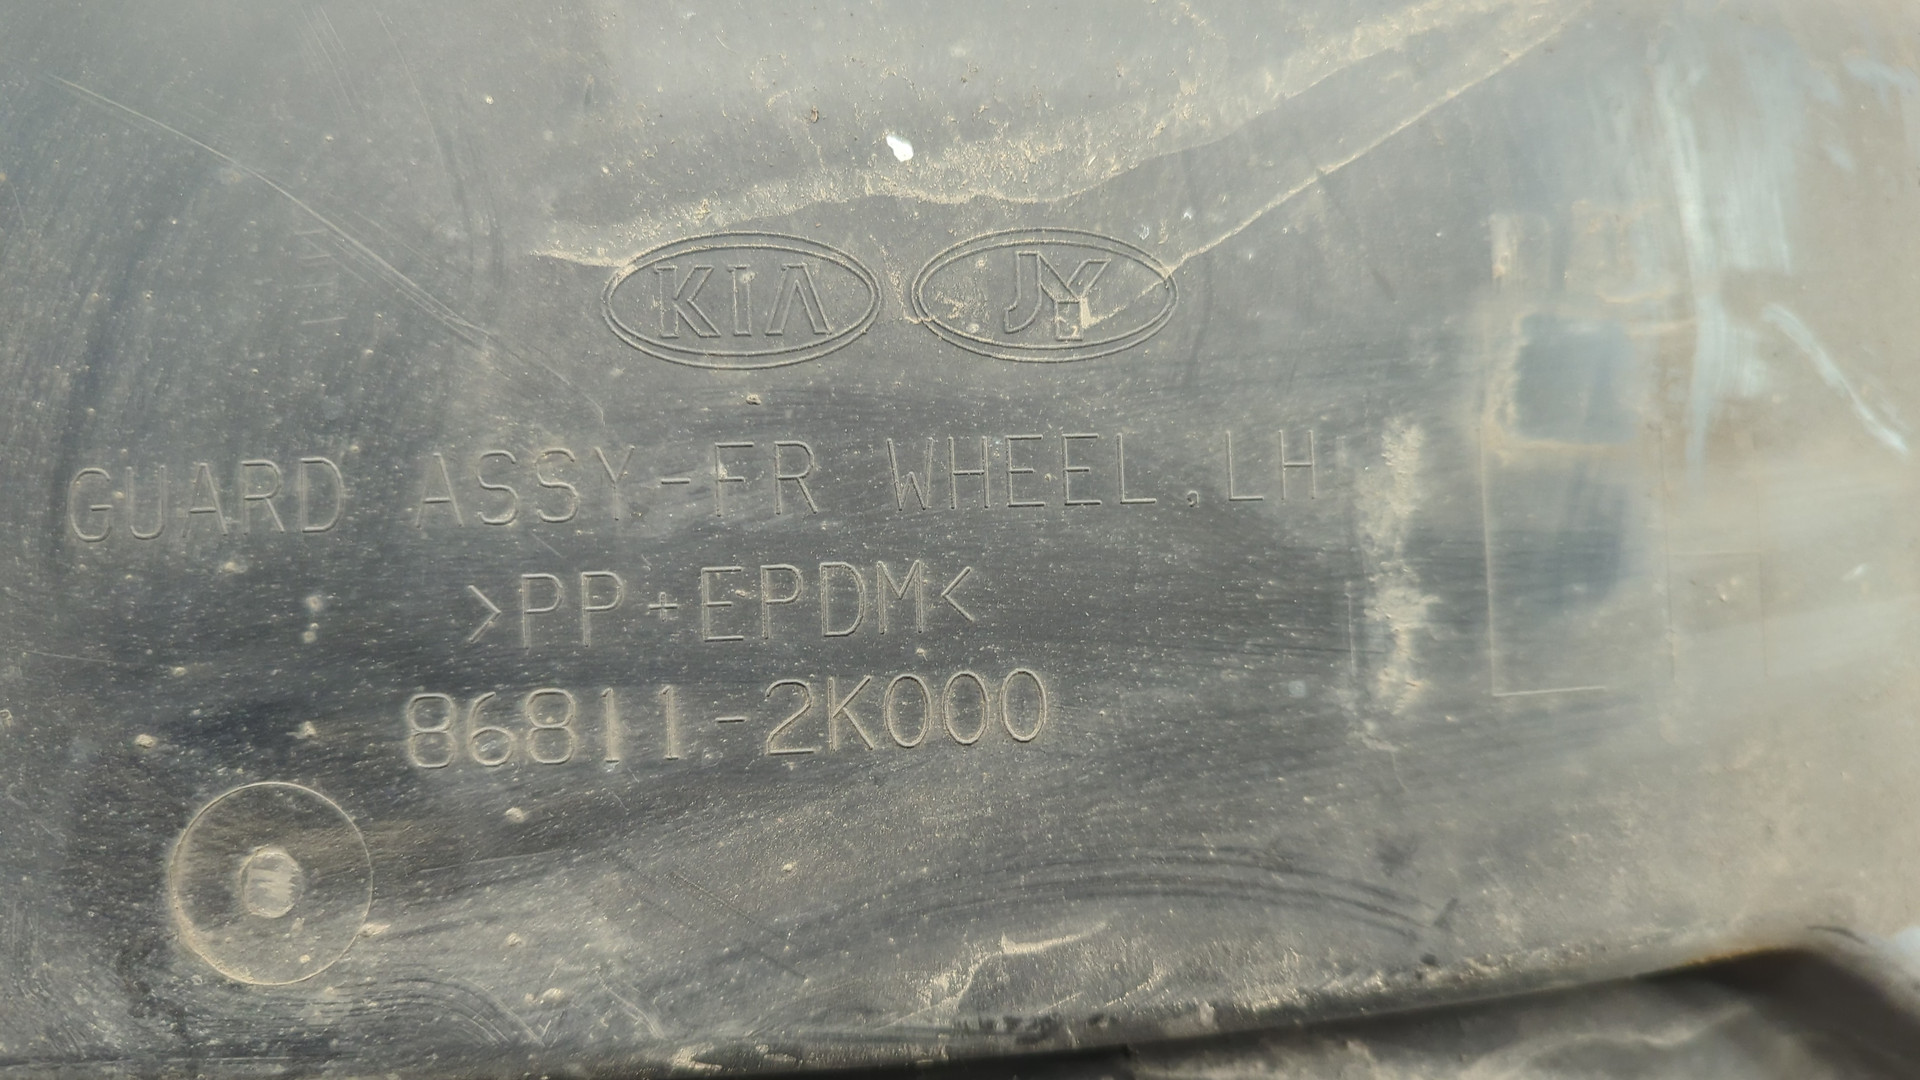 KIA JY
GUARD ASSY-FR WHEEL, LH
>PP+EPDM<
86811-2K000